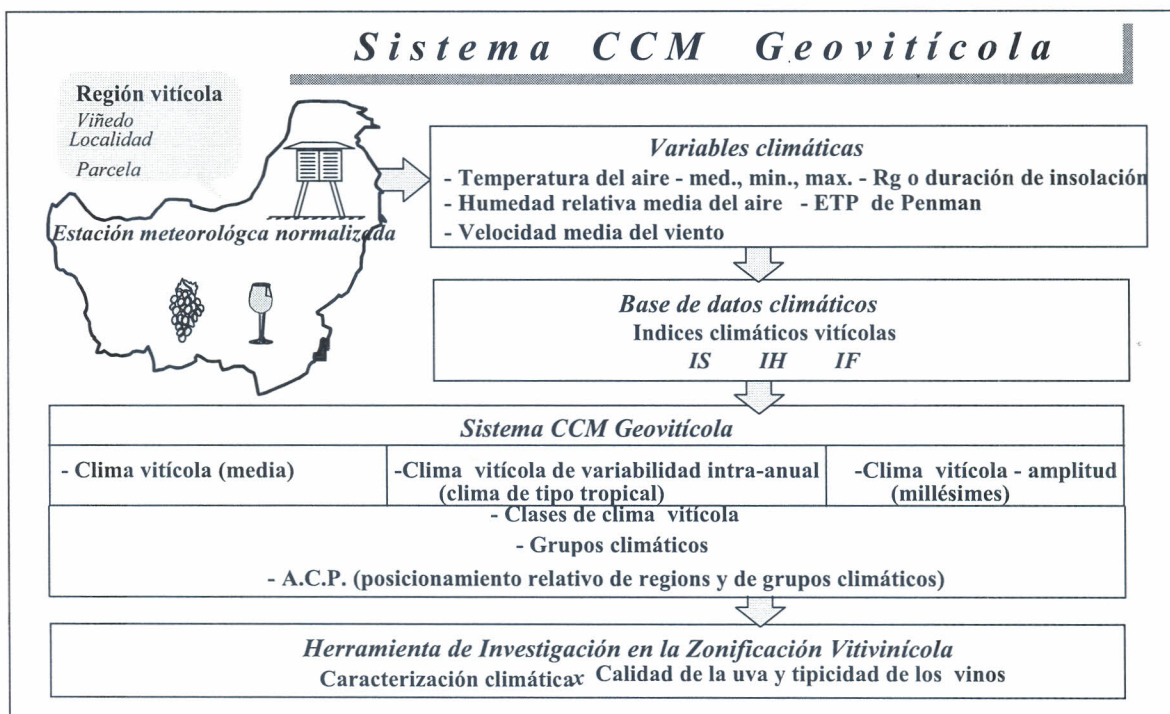 Sistema CCM Geovitícola
Región vitícola
Viñedo
Localidad
Parcela
Estación meteorológca normalizada
Variables climáticas
- Temperatura del aire - med., min., max. - Rg o duración de insolación
- Humedad relativa media del aire - ETP de Penman
- Velocidad media del viento
Base de datos climáticos
Indices climáticos vitícolas
IS IH IF
Sistema CCM Geovitícola
- Clima vitícola (media)
-Clima vitícola de variabilidad intra-anual
(clima de tipo tropical)
-Clima vitícola - amplitud
(millésimes)
- Clases de clima vitícola
- Grupos climáticos
- A.C.P. (posicionamiento relativo de regions y de grupos climáticos)
Herramienta de Investigación en la Zonificación Vitivinícola
Caracterización climática x Calidad de la uva y tipicidad de los vinos